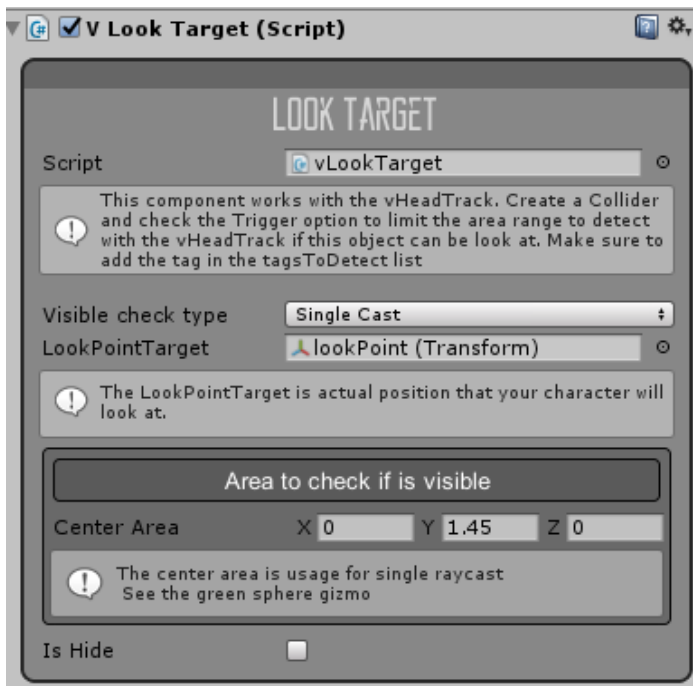 V Look Target (Script)
LOOK TARGET
Script vLookTarget
This component works with the vHeadTrack. Create a Collider
and check the Trigger option to limit the area range to detect
with the vHeadTrack if this object can be look at. Make sure to
add the tag in the tagsToDetect list
Visible check type Single Cast
LookPointTarget lookPoint (Transform)
The LookPointTarget is actual position that your character will
look at.
Area to check if is visible
Center Area X 0 Y 1.45 Z 0
The center area is usage for single raycast
See the green sphere gizmo
Is Hide